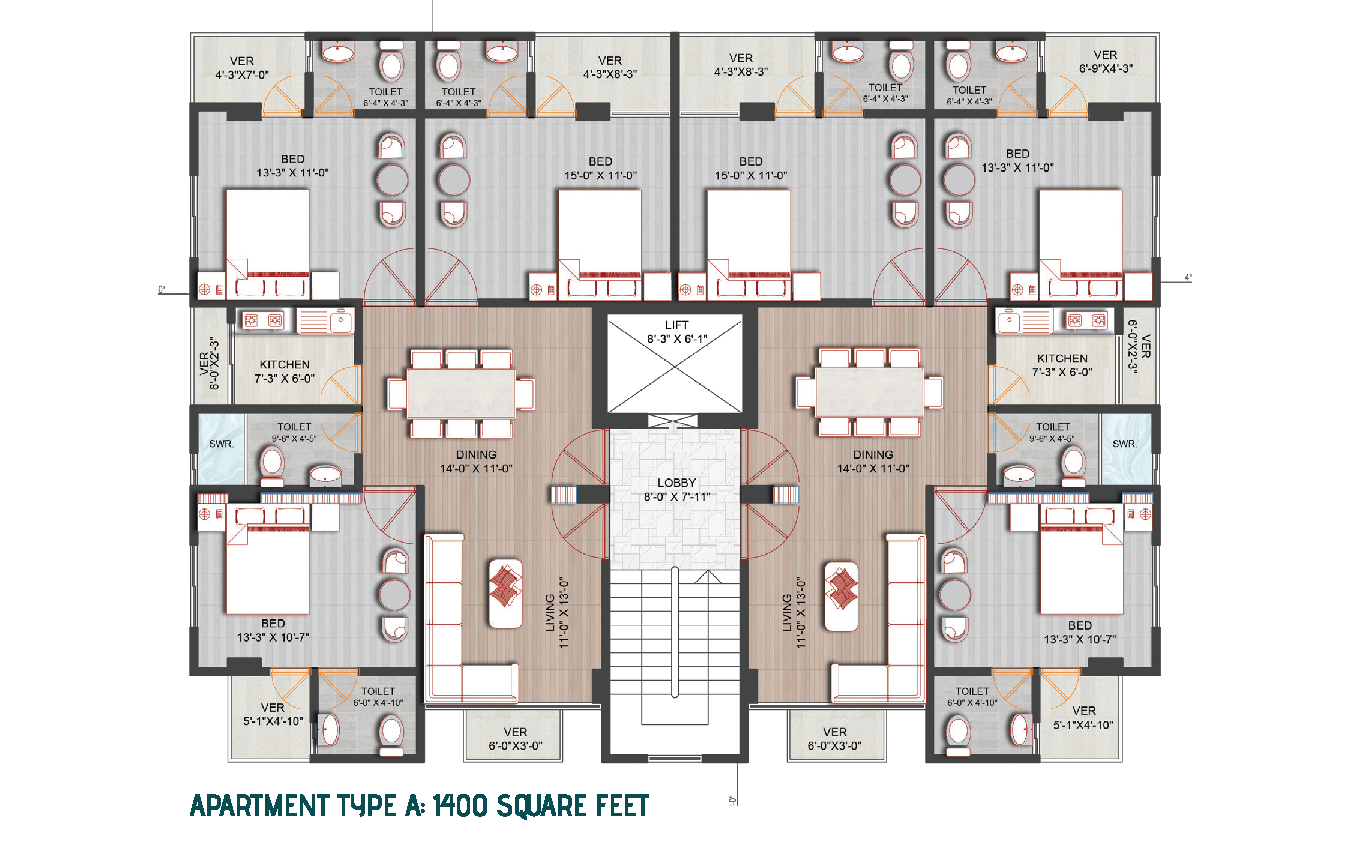 VER
4'-3"X7'-0"
TOILET
6'-4" X 4'-3"
TOILET
6'-4" X 4'-3"
VER
4'-3"X8'-3"
VER
4'-3"X8'-3"
TOILET
6'-4" X 4'-3"
TOILET
6'-4" X 4'-3"
VER
6'-9"X4'-3"
BED
13'-3" X 11'-0"
BED
15'-0" X 11'-0"
BED
15'-0" X 11'-0"
BED
13'-3" X 11'-0"
0"
4"
VER
6'-0"X2'-3"
KITCHEN
7'-3" X 6'-0"
LIFT
8'-3" X 6'-1"
KITCHEN
7'-3" X 6'-0"
VER
6'-0"X2'-3"
SWR.
TOILET
9'-6" X 4'-5"
DINING
14'-0" X 11'-0"
LOBBY
8'-0" X 7'-11"
DINING
14'-0" X 11'-0"
TOILET
9'-6" X 4'-5"
SWR.
BED
13'-3" X 10'-7"
LIVING
11'-0" X 13'-0"
LIVING
11'-0" X 13'-0"
BED
13'-3" X 10'-7"
VER
5'-1"X4'-10"
TOILET
6'-0" X 4'-10"
VER
6'-0"X3'-0"
VER
6'-0"X3'-0"
TOILET
6'-0" X 4'-10"
VER
5'-1"X4'-10"
APARTMENT TYPE A: 1400 SQUARE FEET